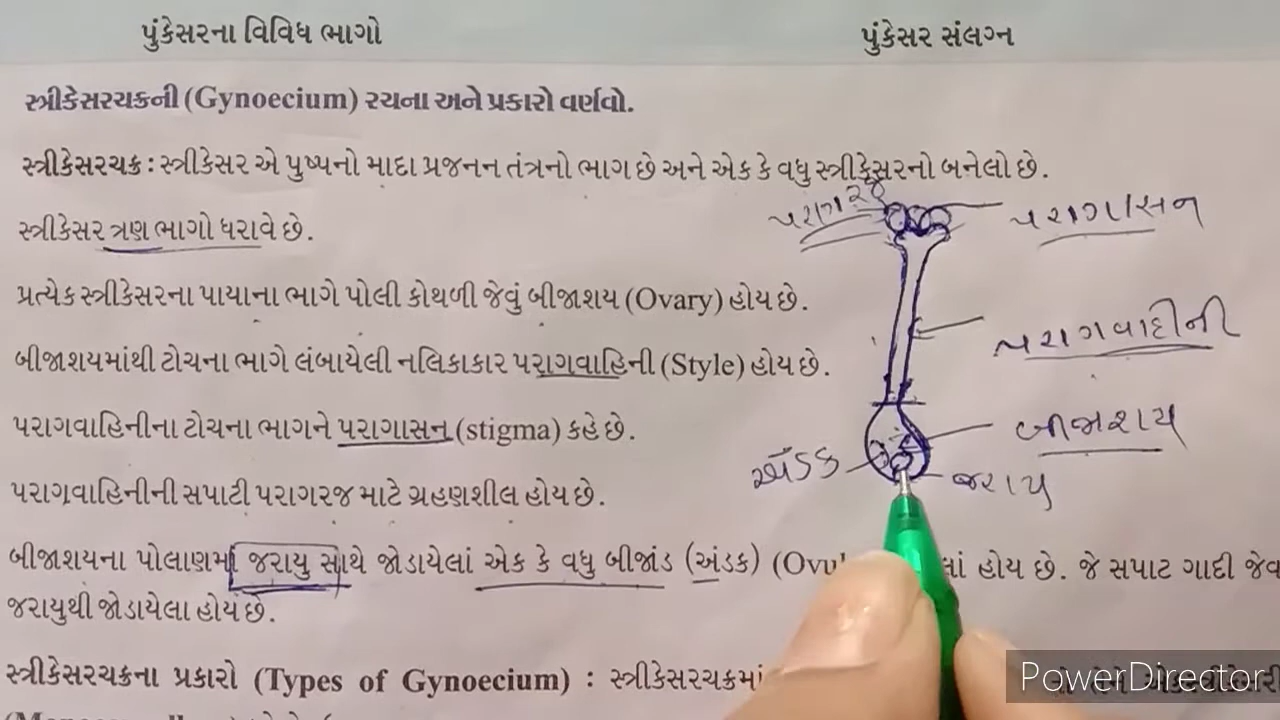 પુંકેસરના વિવિધ ભાગો
પુંકેસર સંલગ્ન
સ્ત્રીકેસરચક્રની (Gynoecium) રચના અને પ્રકારો વર્ણવો.
સ્ત્રીકેસરચક્ર : સ્ત્રીકેસર એ પુષ્પનો માદા પ્રજનન તંત્રનો ભાગ છે અને એક કે વધુ સ્ત્રીકેસરનો બનેલો છે.
સ્ત્રીકેસર ત્રણ ભાગો ધરાવે છે.
પરાગરજ
પરાગાસન
પ્રત્યેક સ્ત્રીકેસરના પાયાના ભાગે પોલી કોથળી જેવું બીજાશય (Ovary) હોય છે.
પરાગવાહીની
બીજાશયમાંથી ટોચના ભાગે લંબાયેલી નલિકાકાર પરાગવાહિની (Style) હોય છે.
પરાગવાહિનીના ટોચના ભાગને પરાગાસન (stigma) કહે છે.
બીજાશય
અંડક
જરાયુ
પરાગવાહિનીની સપાટી પરાગરજ માટે ગ્રહણશીલ હોય છે.
બીજાશયના પોલાણમાં જરાયુ સાથે જોડાયેલાં એક કે વધુ બીજાંડ (અંડક) હોય છે. જે સપાટ ગાદી
જરાયુથી જોડાયેલા હોય છે.
સ્ત્રીકેસરચક્રના પ્રકારો (Types of Gynoecium) : સ્ત્રીકેસરચક્રમાં
PowerDirector